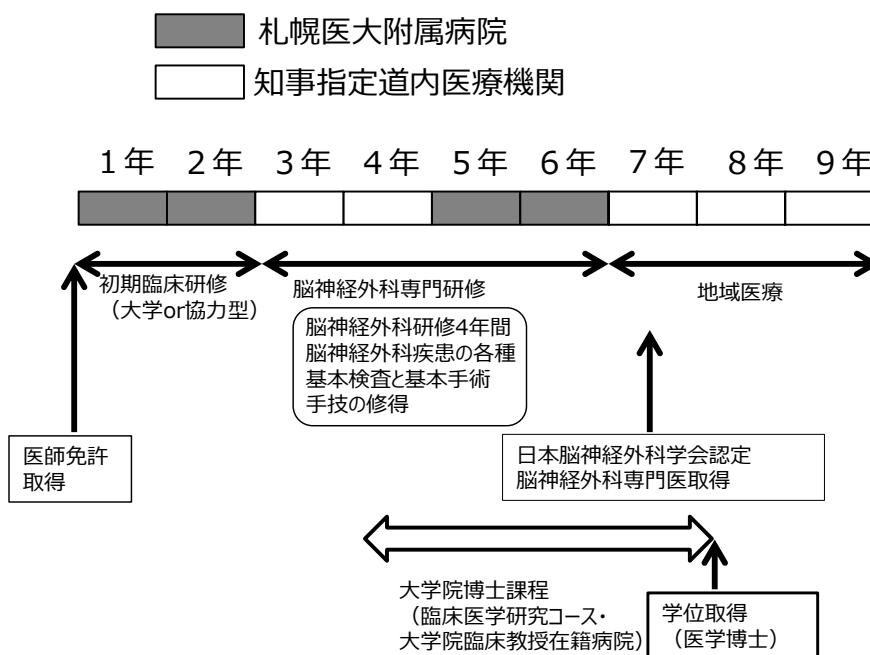 札幌医大附属病院
知事指定道内医療機関
1年 2年 3年 4年 5年 6年 7年 8年 9年
初期臨床研修
（大学or協力型）
脳神経外科専門研修
地域医療
脳神経外科研修4年間
脳神経外科疾患の各種
基本検査と基本手術
手技の修得
医師免許
取得
日本脳神経外科学会認定
脳神経外科専門医取得
大学院博士課程
（臨床医学研究コース・
大学院臨床教授在籍病院）
学位取得
（医学博士）